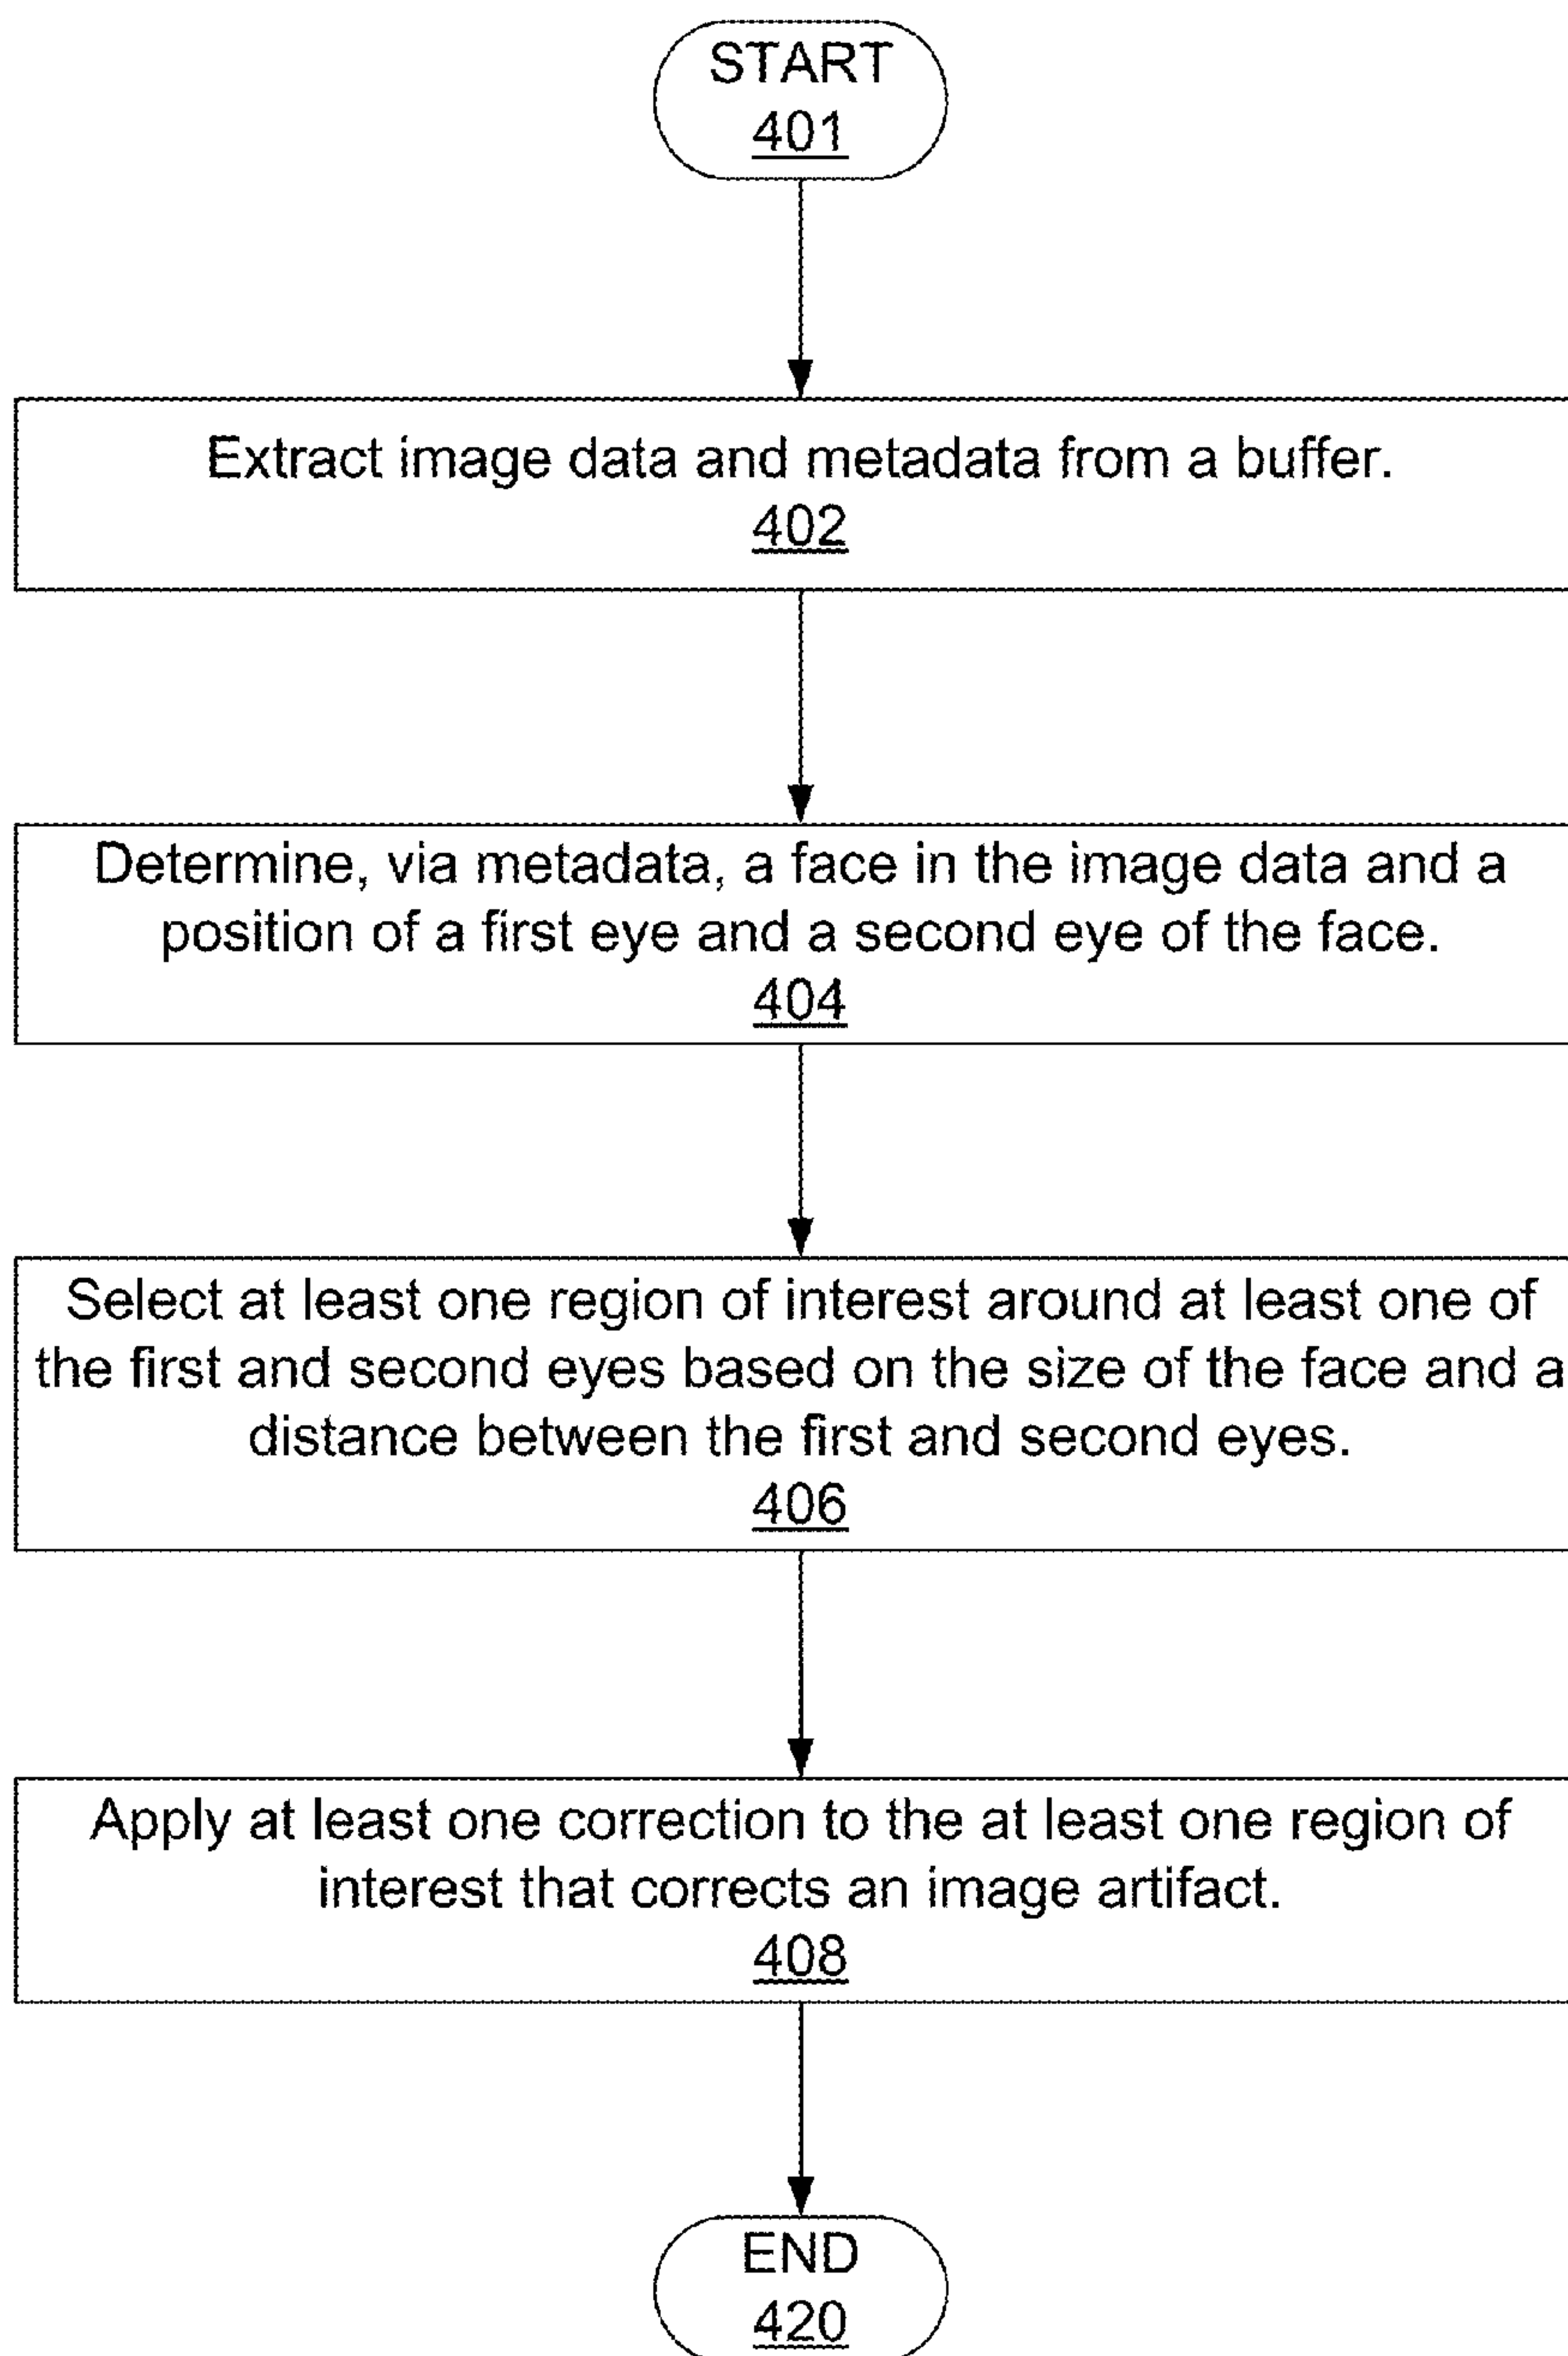 START
401
Extract image data and metadata from a buffer.
402
Determine, via metadata, a face in the image data and a
position of a first eye and a second eye of the face.
404
Select at least one region of interest around at least one of
the first and second eyes based on the size of the face and a
distance between the first and second eyes.
406
Apply at least one correction to the at least one region of
interest that corrects an image artifact.
408
END
420